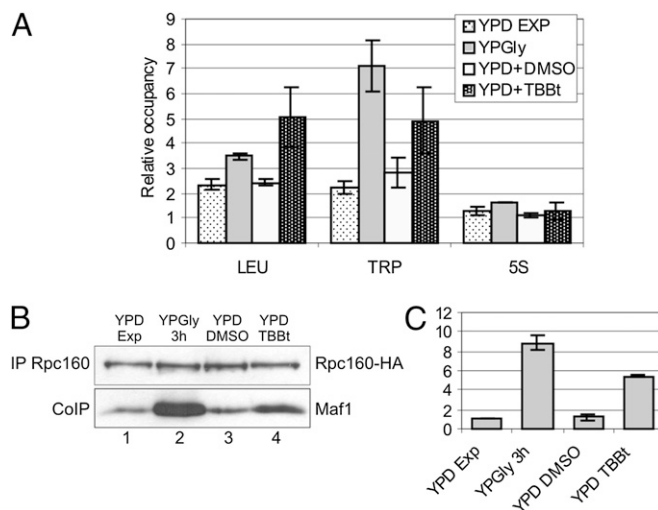 A
Relative occupancy
9
8
7
6
5
4
3
2
1
0
YPD EXP
YPGly
YPD+DMSO
YPD+TBBt
LEU
TRP
5S
B
YPD
Exp
YPGly
3h
YPD
DMSO
YPD
TBBt
IP Rpc160
Rpc160-HA
CoIP
Maf1
1 2 3 4
C
12
10
8
6
4
2
0
YPD Exp
YPGly 3h
YPD DMSO
YPD TBBt